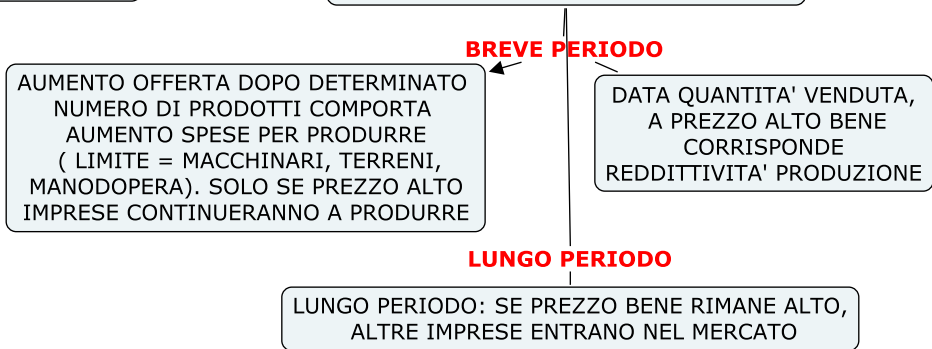 BREVE PERIODO
AUMENTO OFFERTA DOPO DETERMINATO
NUMERO DI PRODOTTI COMPORTA
AUMENTO SPESE PER PRODURRE
( LIMITE = MACCHINARI, TERRENI,
MANODOPERA). SOLO SE PREZZO ALTO
IMPRESE CONTINUERANNO A PRODURRE
DATA QUANTITA' VENDUTA,
A PREZZO ALTO BENE
CORRISPONDE
REDDITTIVITA' PRODUZIONE
LUNGO PERIODO
LUNGO PERIODO: SE PREZZO BENE RIMANE ALTO,
ALTRE IMPRESE ENTRANO NEL MERCATO